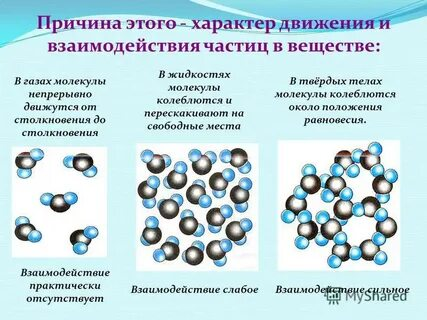 Причина этого - характер движения и
взаимодействия частиц в веществе:
В газах молекулы
непрерывно
движутся от
столкновения до
столкновения
В жидкостях
молекулы
колеблются и
перескакивают на
свободные места
В твёрдых телах
молекулы колеблются
около положения
равновесия.
Взаимодействие
практически
отсутствует
Взаимодействие слабое
Взаимодействие сильное
MyShared